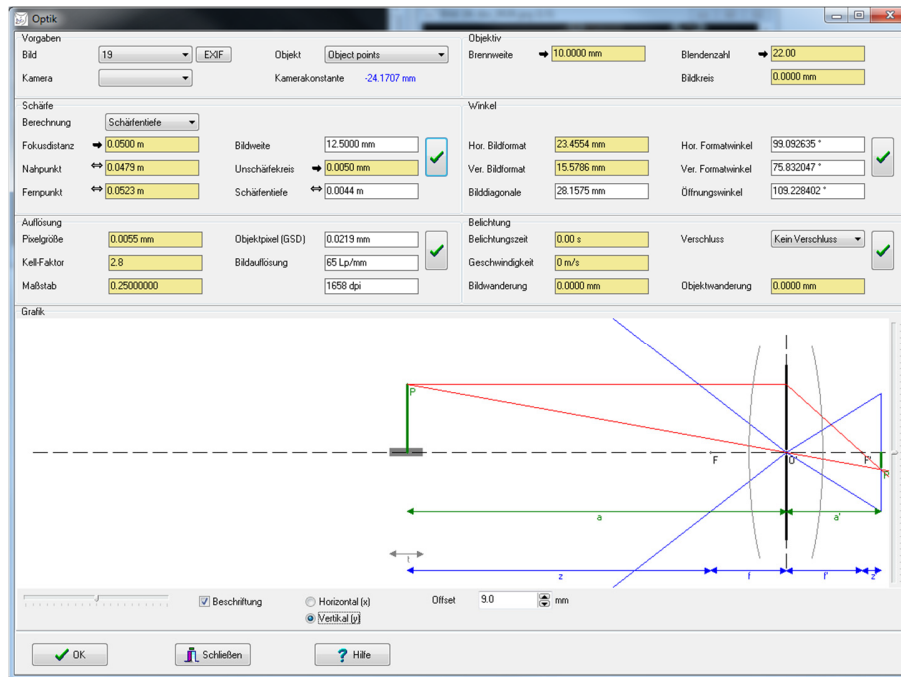 Optik
Vorgaben
Bild 19 EXIF Objekt Object points
Kamera Kamerakonstante -24.1707 mm
Objektiv
Brennweite 10.0000 mm Blendenzahl 22.00
Bildkreis 0.0000 mm
Schärfe
Berechnung Schärfentiefe
Fokusdistanz 0.0500 m Bildweite 12.5000 mm
Nahpunkt 0.0479 m Unschärfekreis 0.0050 mm
Fernpunkt 0.0523 m Schärfentiefe 0.0044 m
Winkel
Hor. Bildformat 23.4554 mm Hor. Formatwinkel 99.092635 °
Ver. Bildformat 15.5786 mm Ver. Formatwinkel 75.832047 °
Bilddiagonale 28.1575 mm Öffnungswinkel 109.228402 °
Auflösung
Pixelgröße 0.0055 mm Objektpixel (GSD) 0.0219 mm
Kell-Faktor 2.8 Bildauflösung 65 Lp/mm
Maßstab 0.25000000 1658 dpi
Belichtung
Belichtungszeit 0.00 s Verschluss Kein Verschluss
Geschwindigkeit 0 m/s
Bildwanderung 0.0000 mm Objektwanderung 0.0000 mm
Grafik
P
F O' F'
a a'
t
z f f' z'
Beschriftung Horizontal (x) Offset 9.0 mm
Vertikal (y)
OK Schließen Hilfe